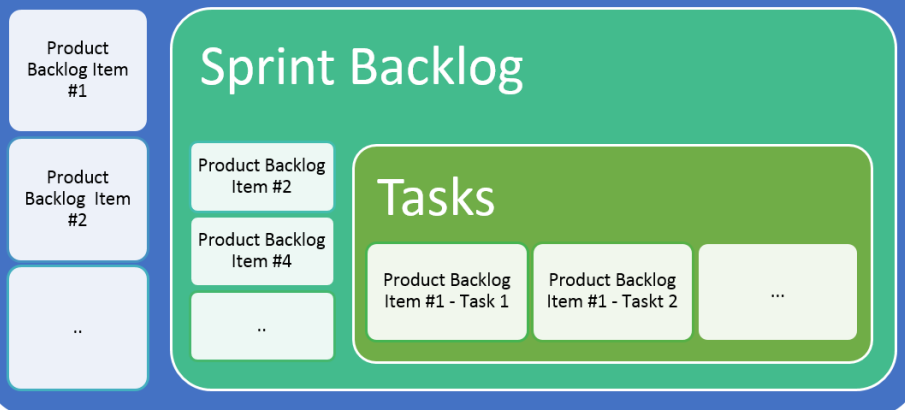 Product
Backlog Item
#1
Product
Backlog Item
#2
..
Sprint Backlog
Product Backlog
Item #2
Product Backlog
Item #4
..
Tasks
Product Backlog
Item #1 - Task 1
Product Backlog
Item #1 - Taskt 2
...